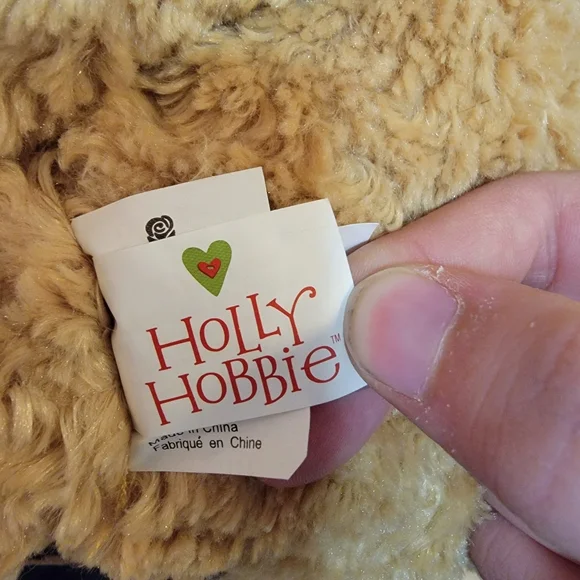 HOLLY
HOBBiE™
Made in China
Fabriqué en Chine